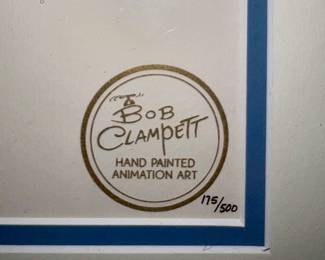 BOB
CLAMPETT
HAND PAINTED
ANIMATION ART
175/500